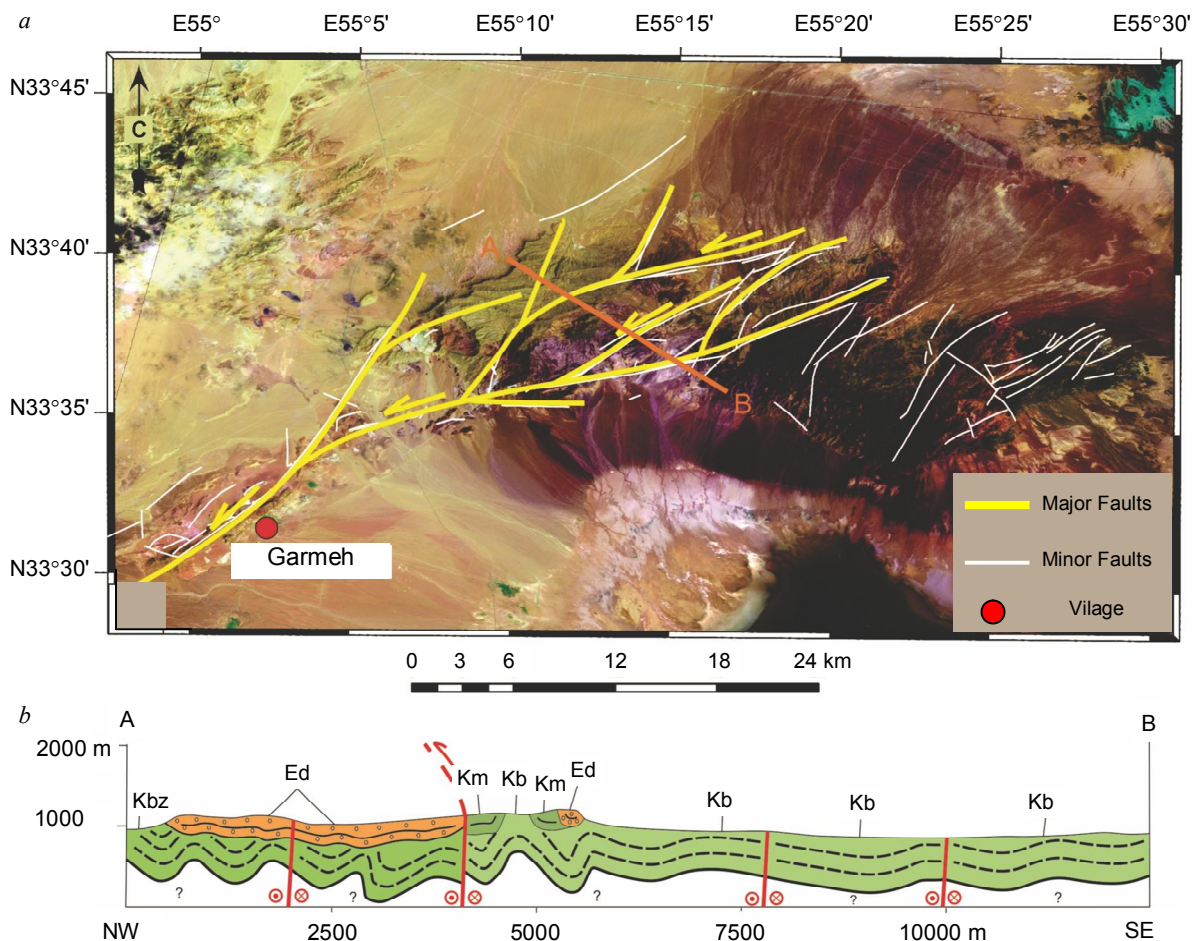 a
E55° E55°5' E55°10' E55°15' E55°20' E55°25' E55°30'
N33°45'
C
N33°40'
A
N33°35'
B
Major Faults
Minor Faults
Vilage
Garmeh
N33°30'
0 3 6 12 18 24 km
b
A B
2000 m
Ed
Km Kb Km Ed
Kbz
Kb Kb Kb
1000
? ? ? ? ?
NW 2500 5000 7500 10000 m SE